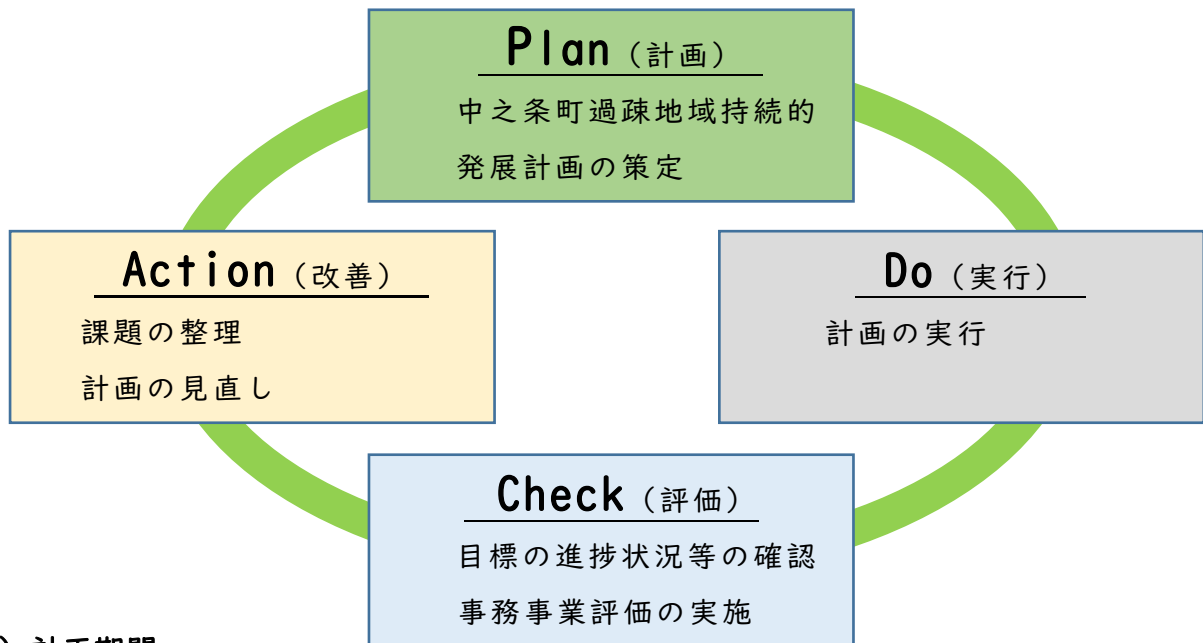 Plan（計画）
中之条町過疎地域持続的
発展計画の策定
Action（改善）
課題の整理
計画の見直し
Do（実行）
計画の実行
Check（評価）
目標の進捗状況等の確認
事務事業評価の実施